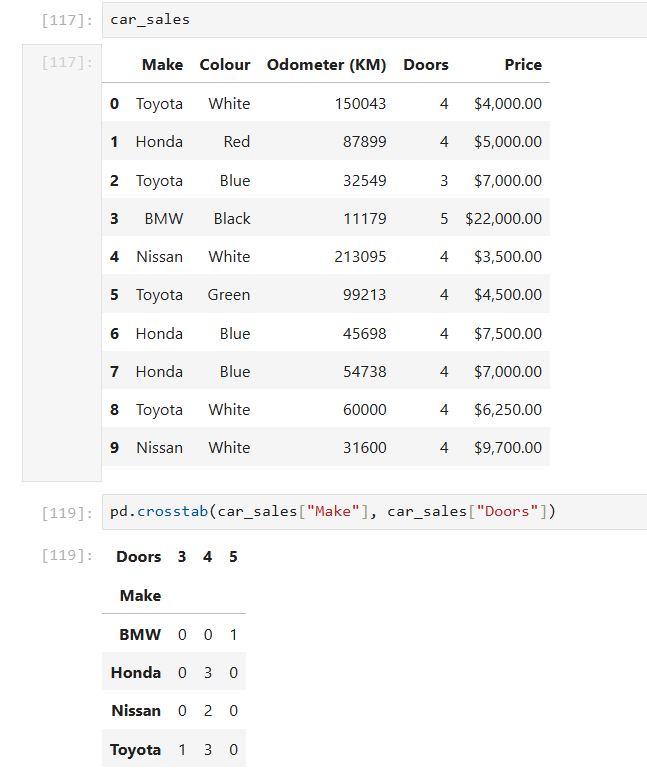 [117]: car_sales
[117]: Make Colour Odometer (KM) Doors Price
0 Toyota White 150043 4 $4,000.00
1 Honda Red 87899 4 $5,000.00
2 Toyota Blue 32549 3 $7,000.00
3 BMW Black 11179 5 $22,000.00
4 Nissan White 213095 4 $3,500.00
5 Toyota Green 99213 4 $4,500.00
6 Honda Blue 45698 4 $7,500.00
7 Honda Blue 54738 4 $7,000.00
8 Toyota White 60000 4 $6,250.00
9 Nissan White 31600 4 $9,700.00
[119]: pd.crosstab(car_sales["Make"], car_sales["Doors"])
[119]: Doors 3 4 5
Make
BMW 0 0 1
Honda 0 3 0
Nissan 0 2 0
Toyota 1 3 0